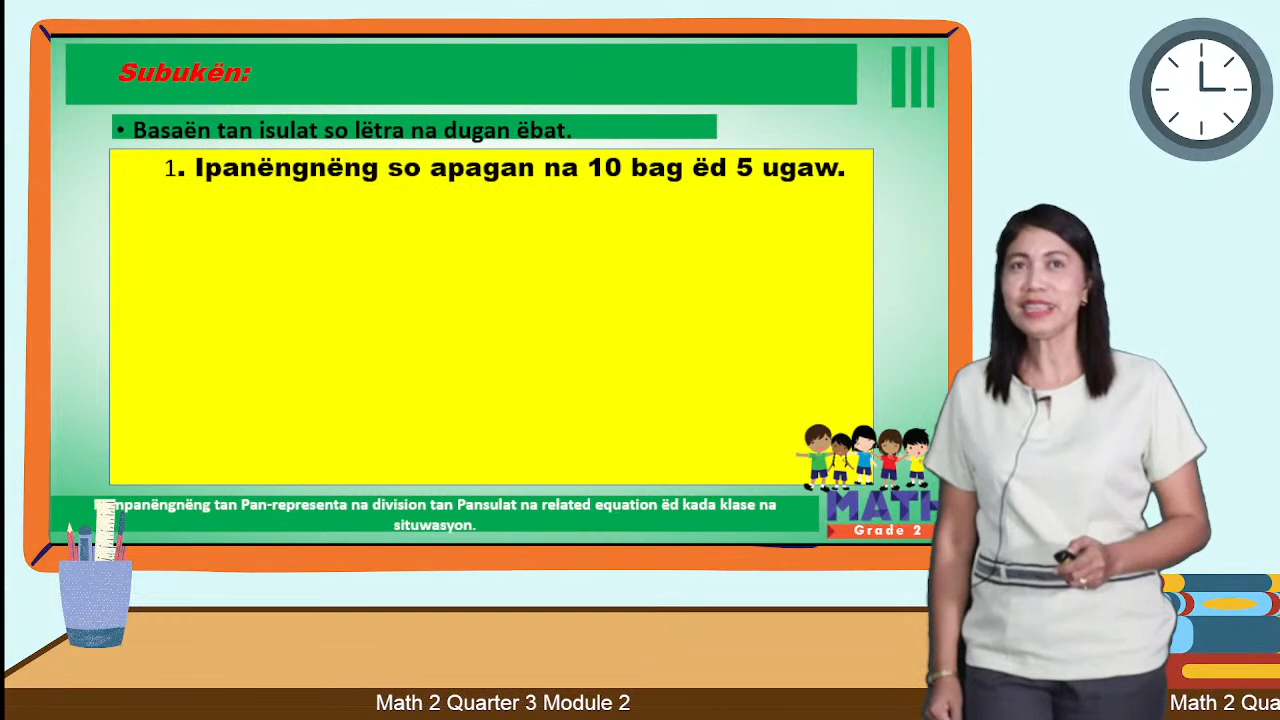 Subukën:
• Basaën tan isulat so lëtra na dugan ëbat.
1. Ipanëngnëng so apagan na 10 bag ëd 5 ugaw.
tan Pan-representa na division tan Pansulat na related equation ëd kada klase na
situwasyon.
MATH
Grade 2
Math 2 Quarter 3 Module 2
Math 2 Qua